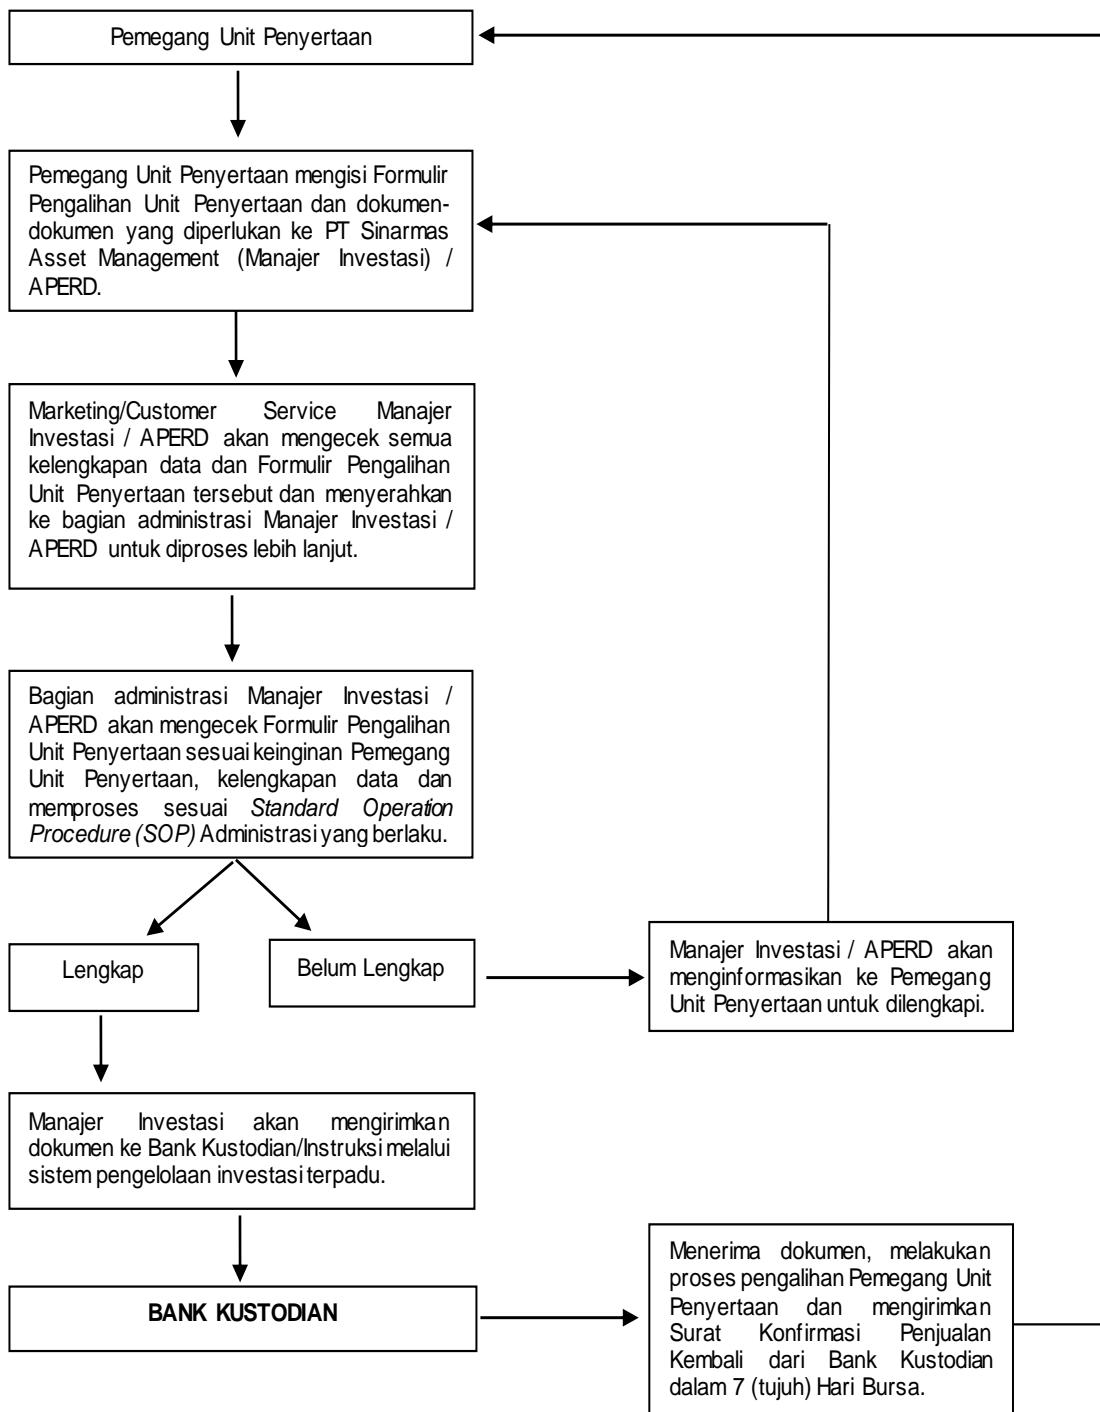 Pemegang Unit Penyertaan
Pemegang Unit Penyertaan mengisi Formulir
Pengalihan Unit Penyertaan dan dokumen-
dokumen yang diperlukan ke PT Sinarmas
Asset Management (Manajer Investasi) /
APERD.
Marketing/Customer Service Manajer
Investasi / APERD akan mengecek semua
kelengkapan data dan Formulir Pengalihan
Unit Penyertaan tersebut dan menyerahkan
ke bagian administrasi Manajer Investasi /
APERD untuk diproses lebih lanjut.
Bagian administrasi Manajer Investasi /
APERD akan mengecek Formulir Pengalihan
Unit Penyertaan sesuai keinginan Pemegang
Unit Penyertaan, kelengkapan data dan
memproses sesuai Standard Operation
Procedure (SOP) Administrasi yang berlaku.
Lengkap
Belum Lengkap
Manajer Investasi / APERD akan
menginformasikan ke Pemegang
Unit Penyertaan untuk dilengkapi.
Manajer Investasi akan mengirimkan
dokumen ke Bank Kustodian/Instruksi melalui
sistem pengelolaan investasi terpadu.
BANK KUSTODIAN
Menerima dokumen, melakukan
proses pengalihan Pemegang Unit
Penyertaan dan mengirimkan
Surat Konfirmasi Penjualan
Kembali dari Bank Kustodian
dalam 7 (tujuh) Hari Bursa.